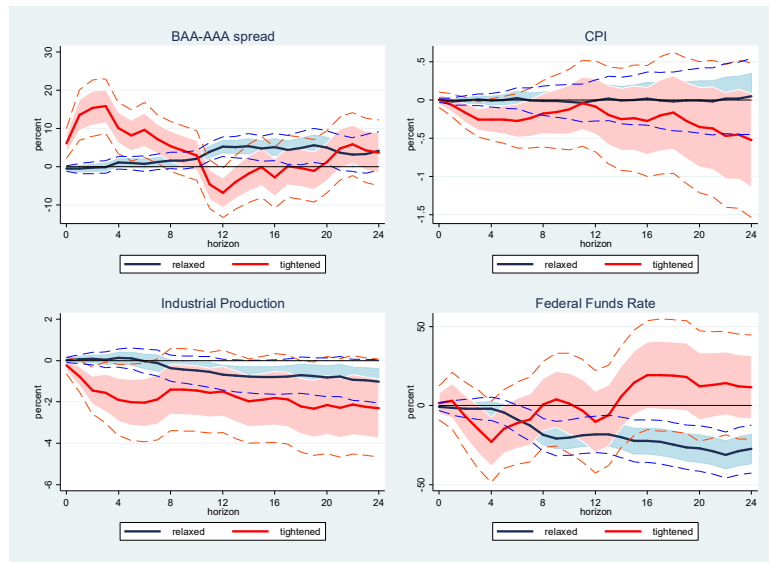 BAA-AAA spread
percent
30
20
10
0
-10
0 4 8 12 16 20 24
horizon
relaxed tightened
CPI
percent
.5
0
-.5
-1
-1.5
0 4 8 12 16 20 24
horizon
relaxed tightened
Industrial Production
percent
2
0
-2
-4
-6
0 4 8 12 16 20 24
horizon
relaxed tightened
Federal Funds Rate
percent
50
0
-50
0 4 8 12 16 20 24
horizon
relaxed tightened